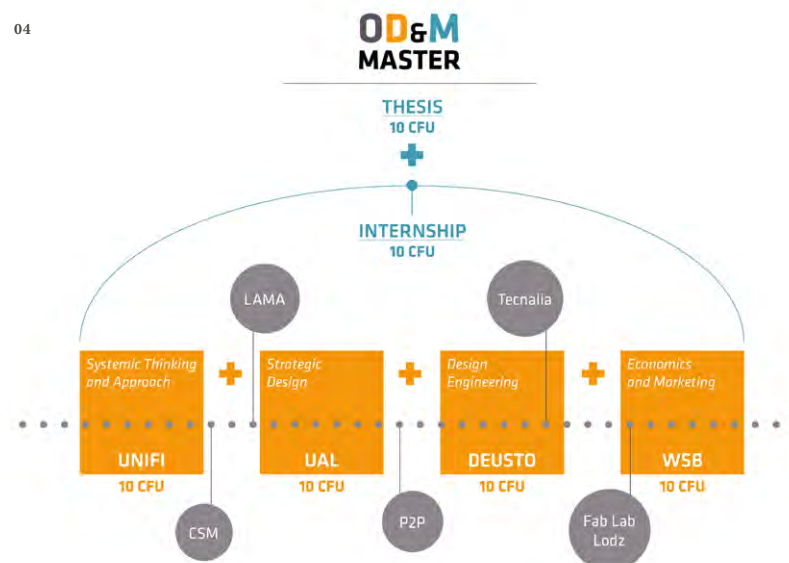 04
OD&M
MASTER
THESIS
10 CFU
INTERNSHIP
10 CFU
LAMA
Tecnalia
Systemic Thinking
and Approach
Strategic
Design
Design
Engineering
Economics
and Marketing
UNIFI
UAL
DEUSTO
WSB
10 CFU
10 CFU
10 CFU
10 CFU
CSM
P2P
Fab Lab
Lodz